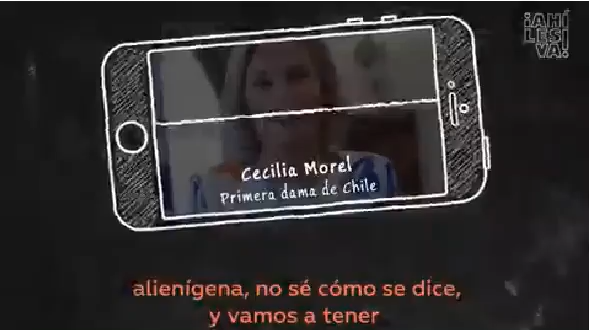 ¡AHÍ
LES
VA!
Cecilia Morel
Primera dama de Chile
alienígena, no sé cómo se dice,
y vamos a tener